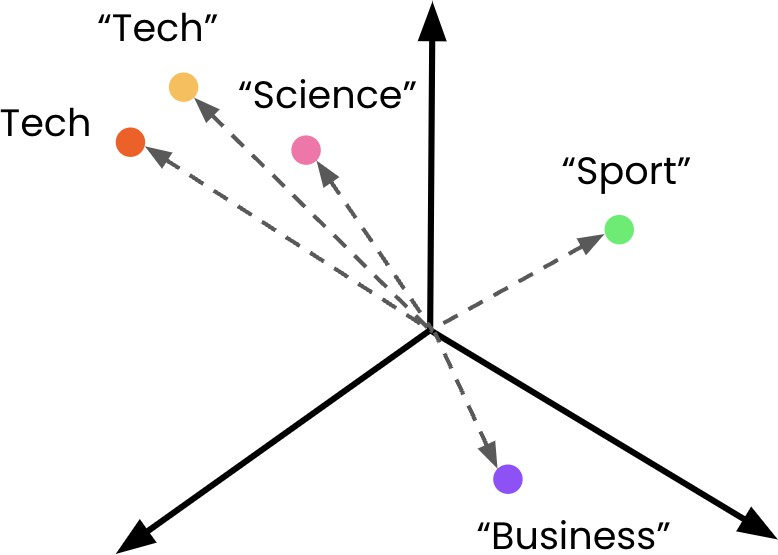 “Tech”
“Science”
Tech
“Sport”
“Business”